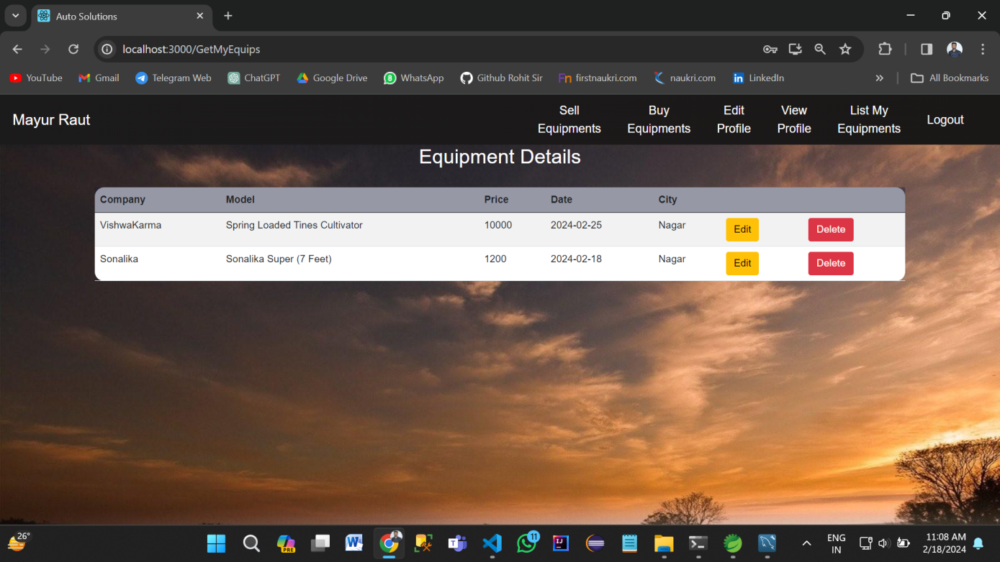 Auto Solutions
localhost:3000/GetMyEquips
YouTube Gmail Telegram Web ChatGPT Google Drive 8 WhatsApp Github Rohit Sir Fn firstnaukri.com naukri.com in LinkedIn » All Bookmarks
Mayur Raut
Sell
Equipments
Buy
Equipments
Edit
Profile
View
Profile
List My
Equipments
Logout
Equipment Details
Company Model Price Date City
VishwaKarma Spring Loaded Tines Cultivator 10000 2024-02-25 Nagar Edit Delete
Sonalika Sonalika Super (7 Feet) 1200 2024-02-18 Nagar Edit Delete
26°
PRE
W
T
11
IJ
ENG
IN
11:08 AM
2/18/2024